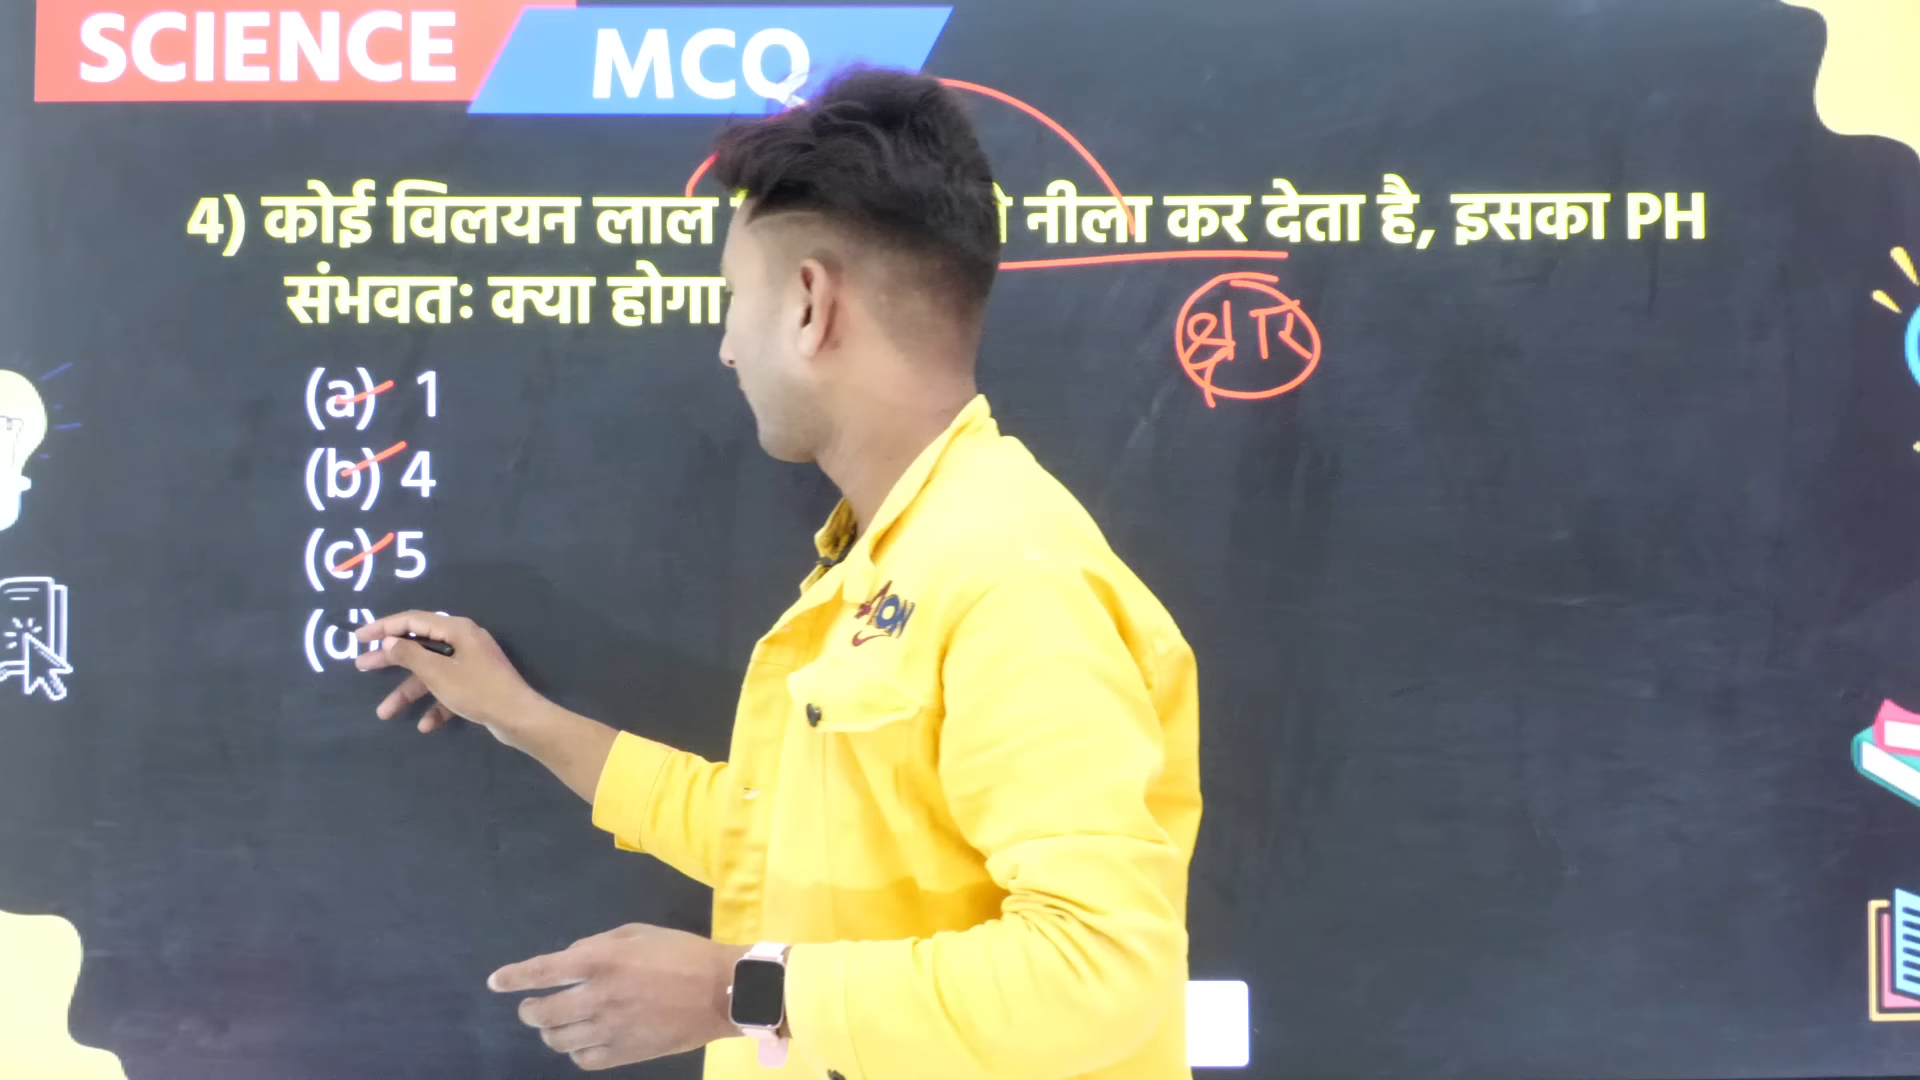 SCIENCE
MCQ
4) कोई विलयन लाल नीला कर देता है, इसका PH
संभवतः क्या होगा
क्षार
(a) 1
(b) 4
(c) 5
(d)